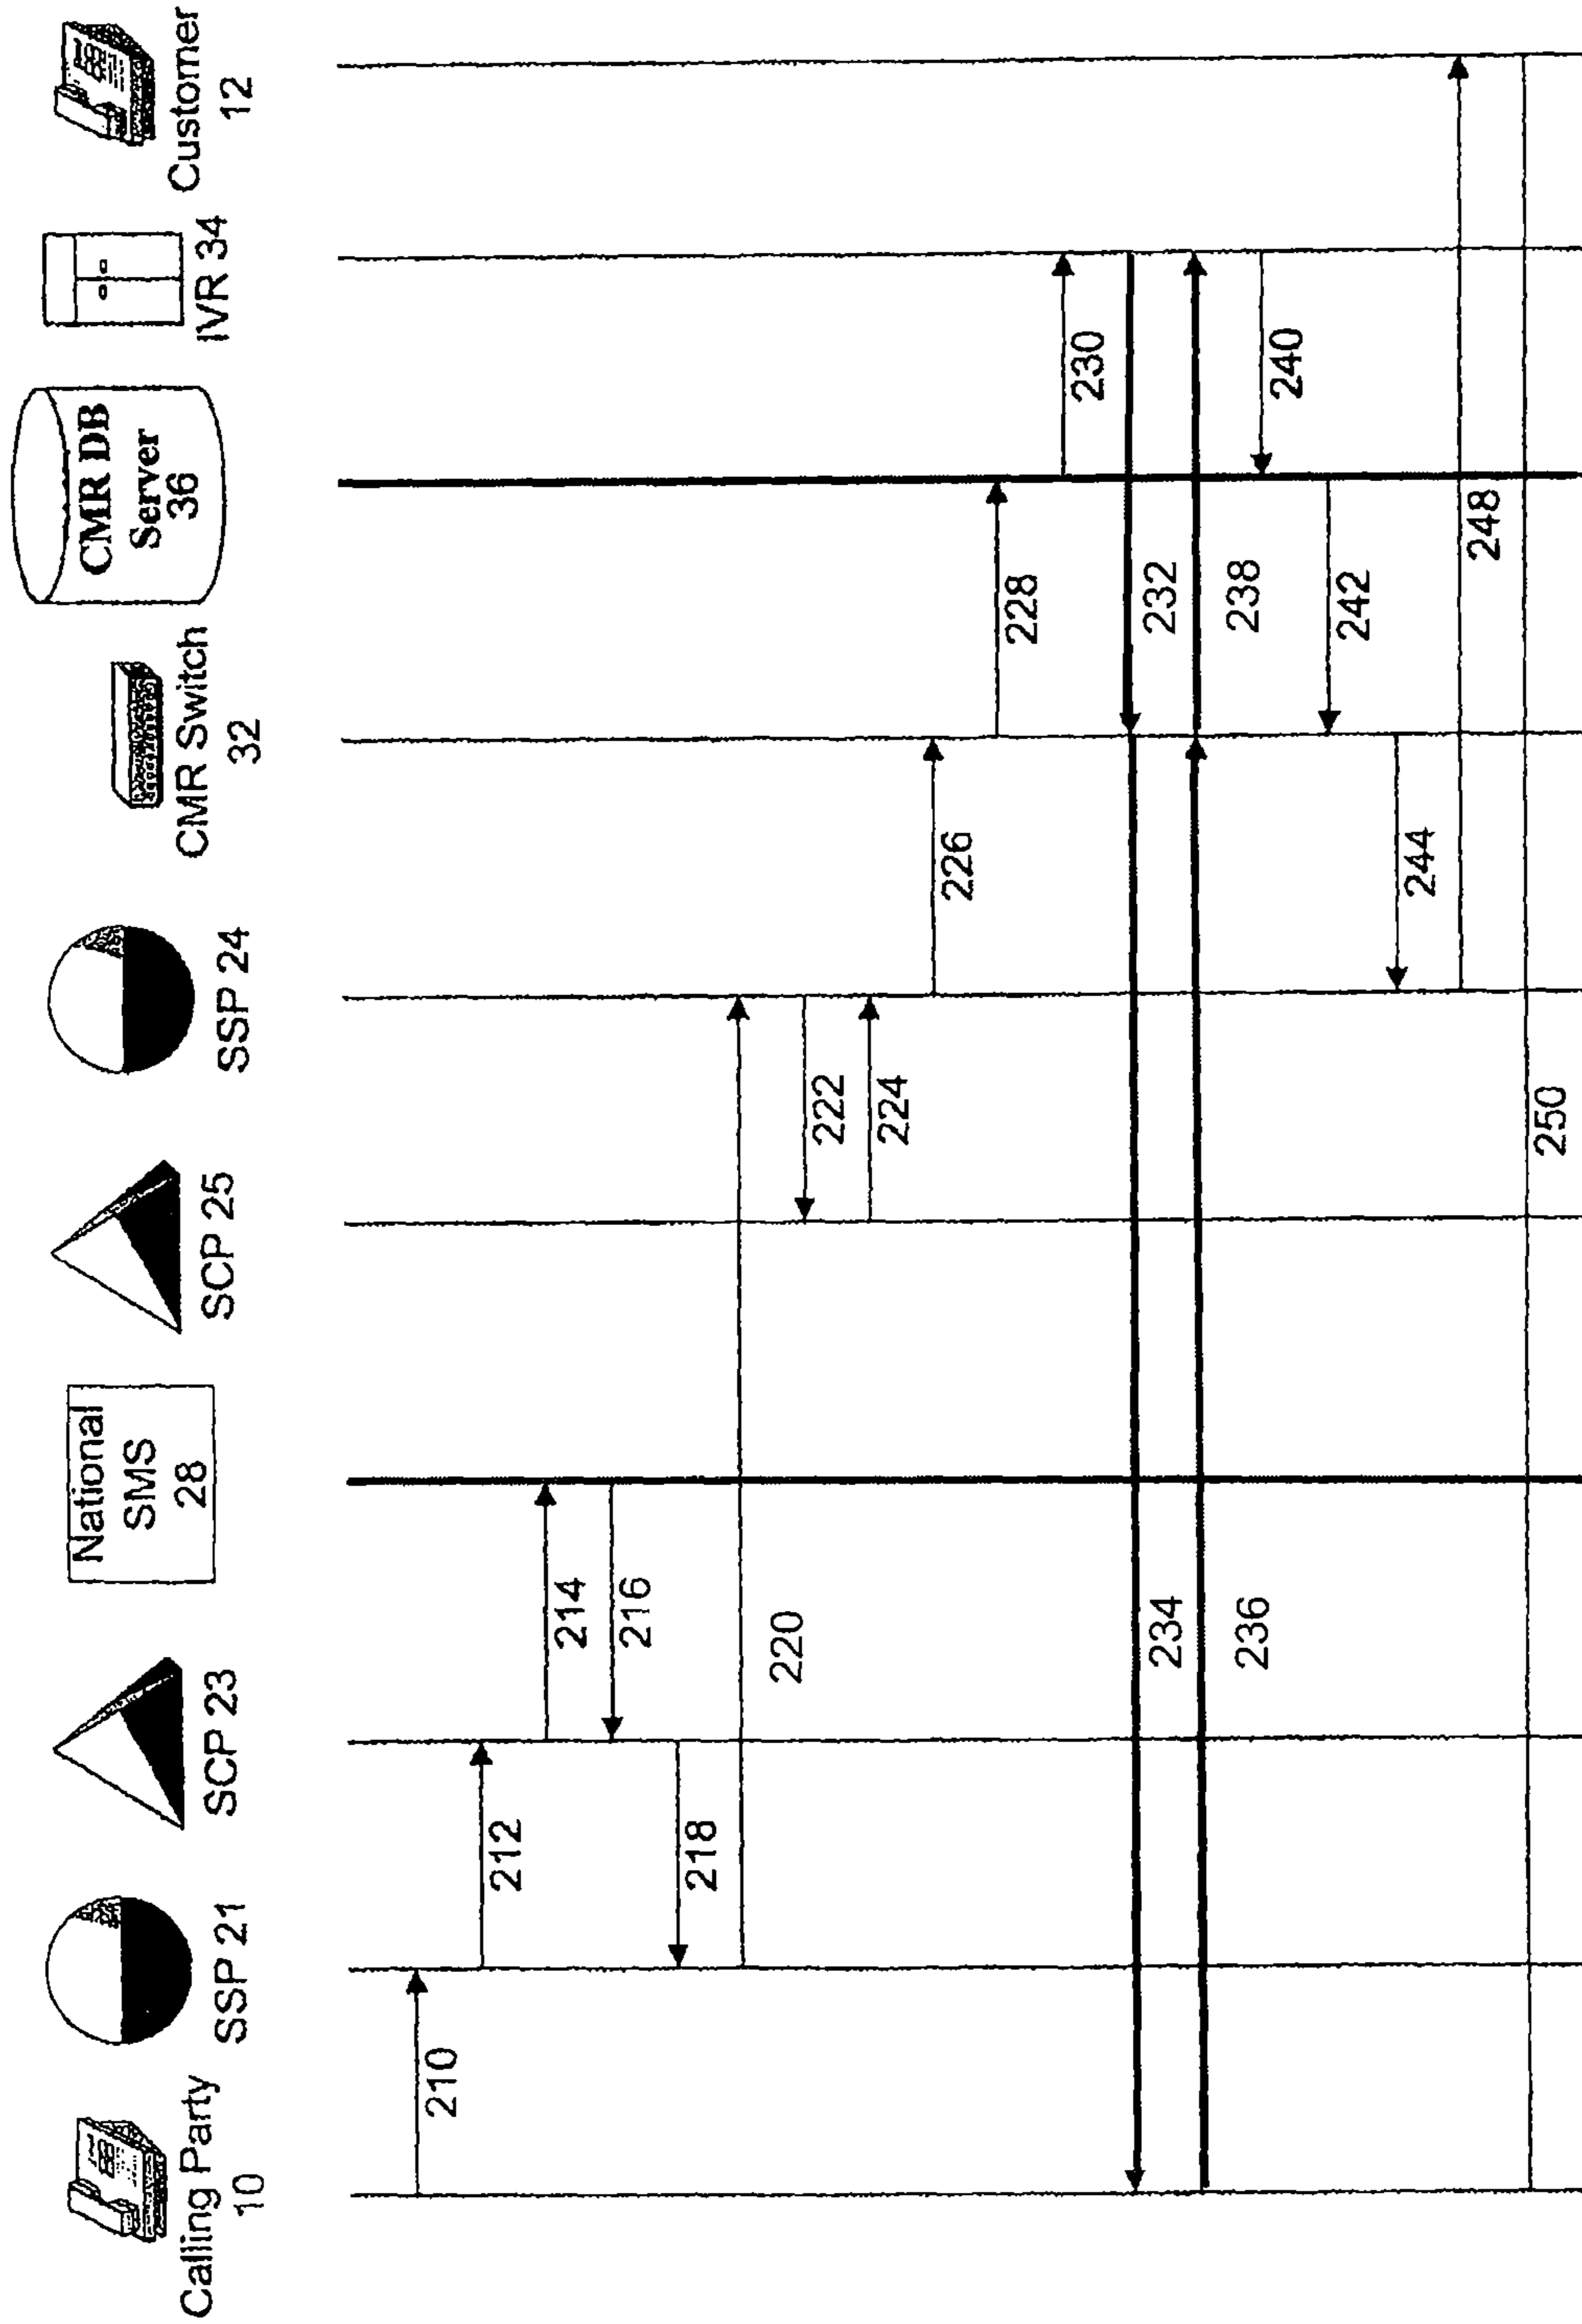 Calling Party
10
SSP 21
SCP 23
National
SMS
28
SCP 25
SSP 24
CMR Switch
32
CMR DB
Server
36
IVR 34
Customer
12
210
212
214
216
218
220
222
224
226
228
230
232
234
236
238
240
242
244
248
250